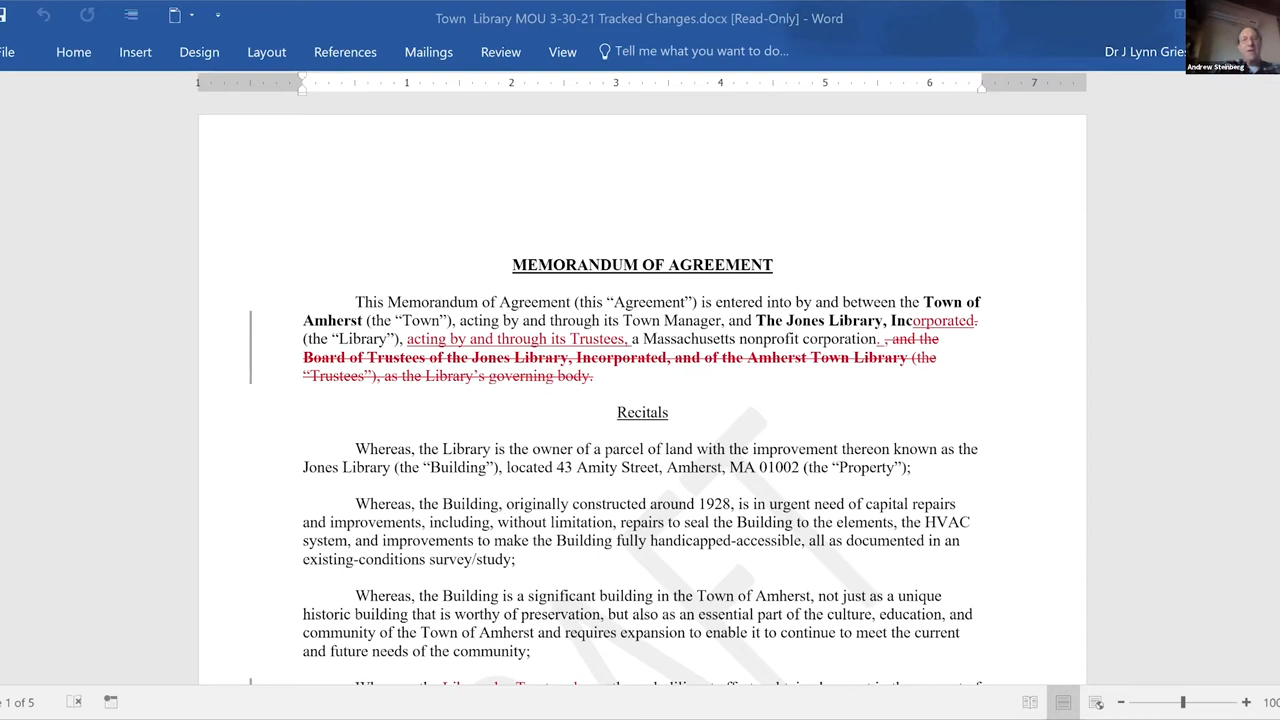 Town Library MOU 3-30-21 Tracked Changes.docx [Read-Only] - Word
File Home Insert Design Layout References Mailings Review View Tell me what you want to do... Dr J Lynn Gries
Andrew Steinberg
1 1 2 3 4 5 6 7
MEMORANDUM OF AGREEMENT
This Memorandum of Agreement (this “Agreement”) is entered into by and between the Town of
Amherst (the “Town”), acting by and through its Town Manager, and The Jones Library, Incorporated.
(the “Library”), acting by and through its Trustees, a Massachusetts nonprofit corporation. , and the
Board of Trustees of the Jones Library, Incorporated, and of the Amherst Town Library (the
“Trustees”), as the Library’s governing body.
Recitals
Whereas, the Library is the owner of a parcel of land with the improvement thereon known as the
Jones Library (the “Building”), located 43 Amity Street, Amherst, MA 01002 (the “Property”);
Whereas, the Building, originally constructed around 1928, is in urgent need of capital repairs
and improvements, including, without limitation, repairs to seal the Building to the elements, the HVAC
system, and improvements to make the Building fully handicapped-accessible, all as documented in an
existing-conditions survey/study;
Whereas, the Building is a significant building in the Town of Amherst, not just as a unique
historic building that is worthy of preservation, but also as an essential part of the culture, education, and
community of the Town of Amherst and requires expansion to enable it to continue to meet the current
and future needs of the community;
DRAFT
1 of 5 100